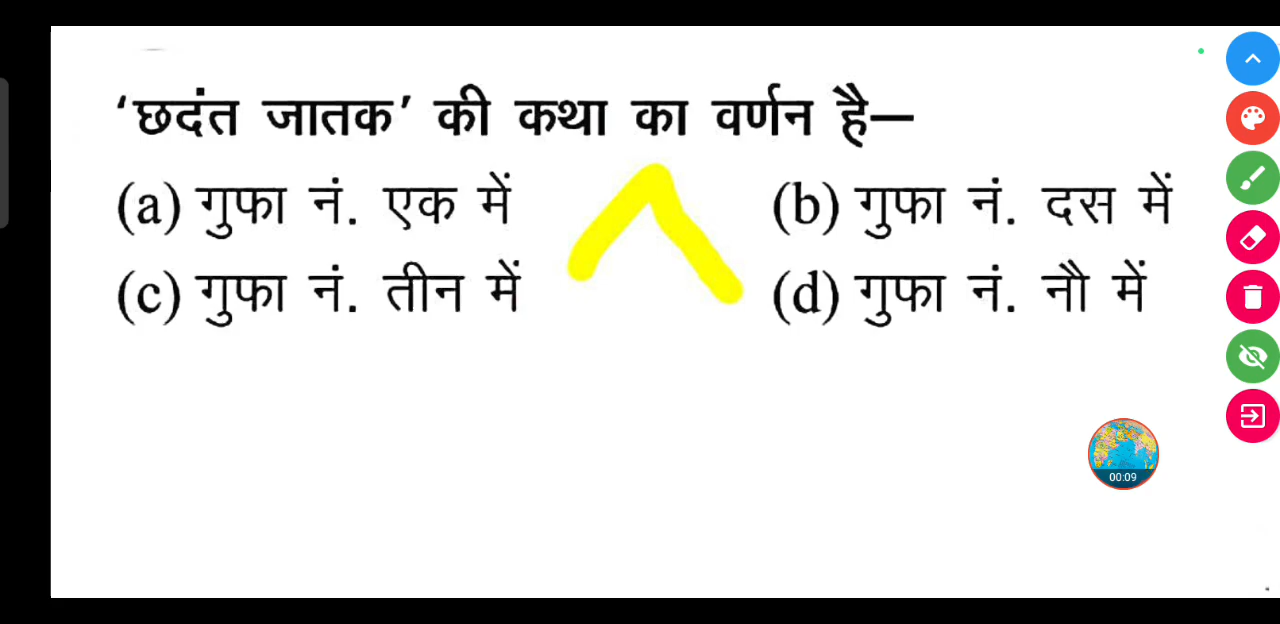 ‘छदंत जातक’ की कथा का वर्णन है—
(a) गुफा नं. एक में (b) गुफा नं. दस में
(c) गुफा नं. तीन में (d) गुफा नं. नौ में
00:09